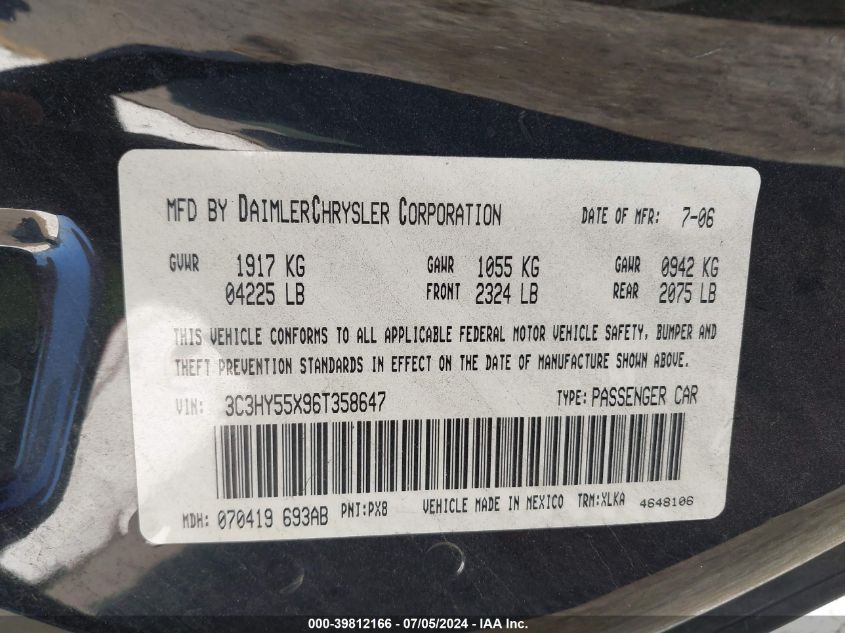 MFD BY DAIMLERCHRYSLER CORPORATION DATE OF MFR: 7-06
GVWR 1917 KG GAWR 1055 KG GAWR 0942 KG
04225 LB FRONT 2324 LB REAR 2075 LB
THIS VEHICLE CONFORMS TO ALL APPLICABLE FEDERAL MOTOR VEHICLE SAFETY, BUMPER AND
THEFT PREVENTION STANDARDS IN EFFECT ON THE DATE OF MANUFACTURE SHOWN ABOVE.
VIN: 3C3HY55X96T358647 TYPE: PASSENGER CAR
MDH: 070419 693AB PNT:PX8 VEHICLE MADE IN MEXICO TRM:XLKA 4648106
000-39812166 - 07/05/2024 - IAA Inc.